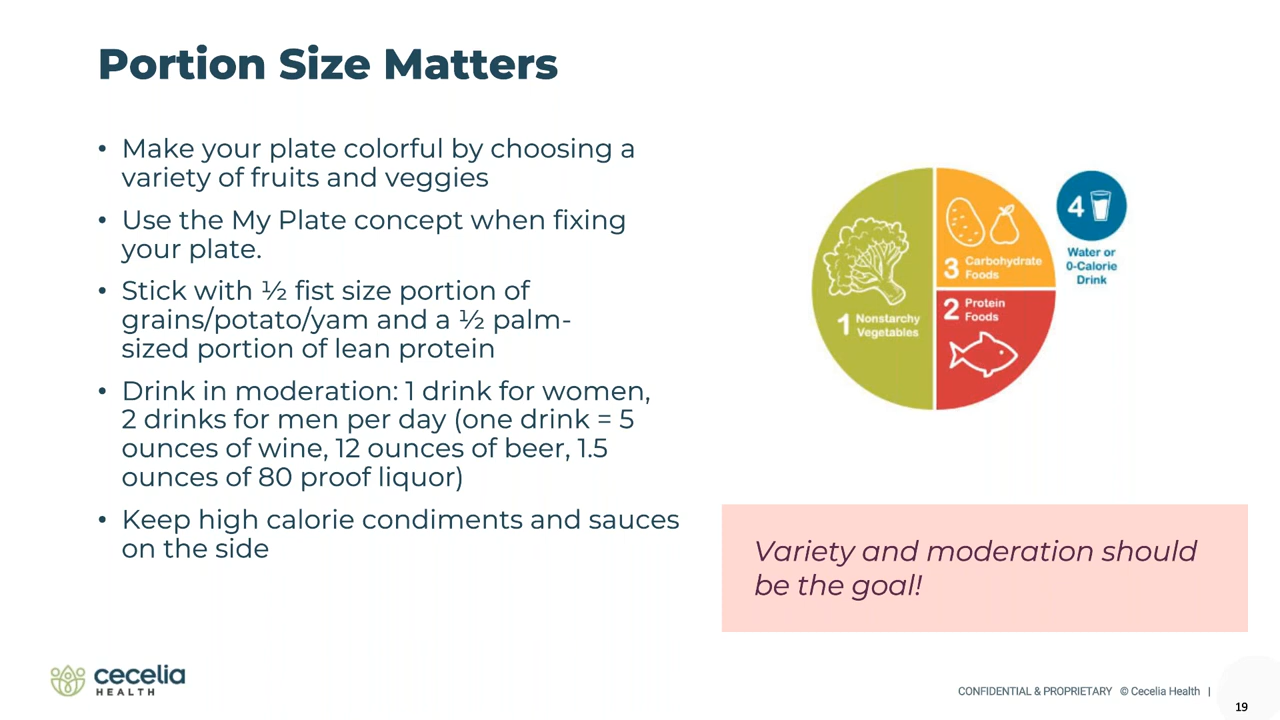 Portion Size Matters
• Make your plate colorful by choosing a
variety of fruits and veggies
• Use the My Plate concept when fixing
your plate.
• Stick with ½ fist size portion of
grains/potato/yam and a ½ palm-
sized portion of lean protein
• Drink in moderation: 1 drink for women,
2 drinks for men per day (one drink = 5
ounces of wine, 12 ounces of beer, 1.5
ounces of 80 proof liquor)
• Keep high calorie condiments and sauces
on the side
1 Nonstarchy
Vegetables
3 Carbohydrate
Foods
2 Protein
Foods
4
Water or
0-Calorie
Drink
Variety and moderation should
be the goal!
cecelia
HEALTH
CONFIDENTIAL & PROPRIETARY © Cecelia Health |
19